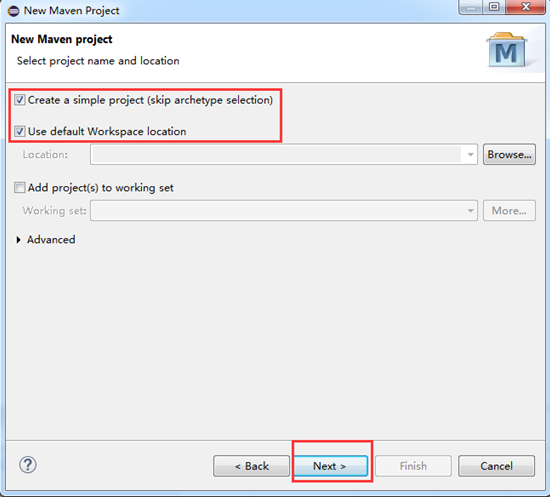 New Maven Project
New Maven project
Select project name and location
M
Create a simple project (skip archetype selection)
Use default Workspace location
Location:
Browse...
Add project(s) to working set
Working set:
More...
Advanced
?
< Back
Next >
Finish
Cancel